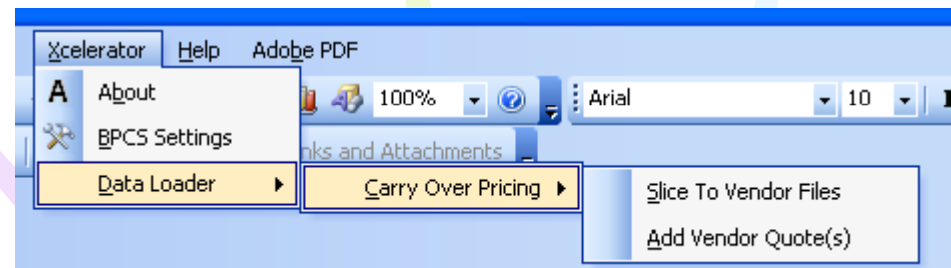 Xcelerator Help Adobe PDF
A About
100% Arial 10
BPCS Settings
nks and Attachments
Data Loader Carry Over Pricing Slice To Vendor Files
Add Vendor Quote(s)